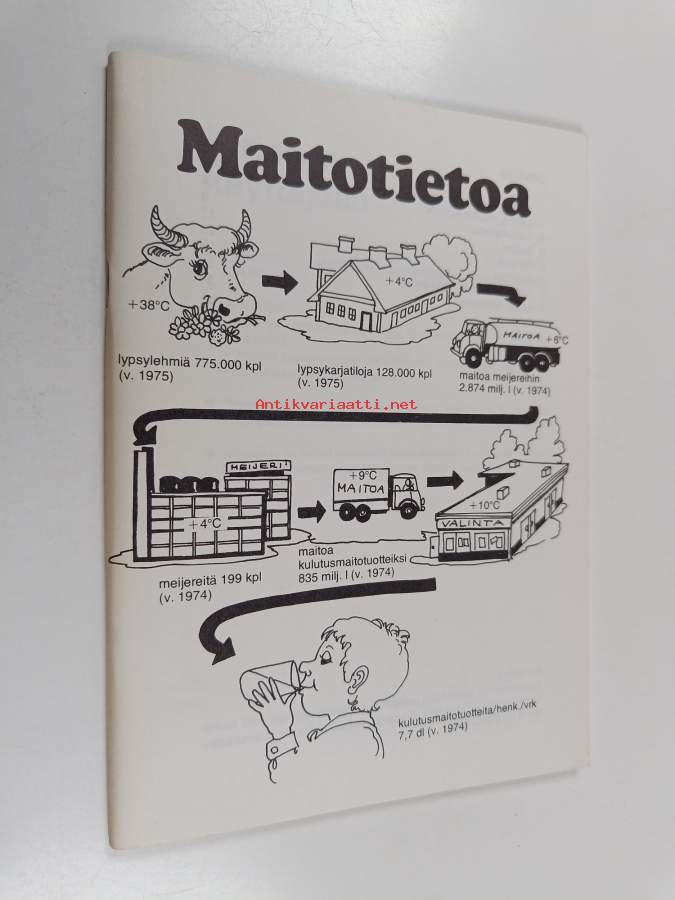 Maitotietoa
+38°C
+4°C
MAITOA +6°C
lypsylehmiä 775.000 kpl
(v. 1975)
lypsykarjatiloja 128.000 kpl
(v. 1975)
maitoa meijereihin
2.874 milj. l (v. 1974)
Antikvariaatti.net
MEIJERI
+4°C
+9°C
MAITOA
+10°C
VALINTA
meijereitä 199 kpl
(v. 1974)
maitoa
kulutusmaitotuotteiksi
835 milj. l (v. 1974)
kulutusmaitotuotteita/henk./vrk
7,7 dl (v. 1974)